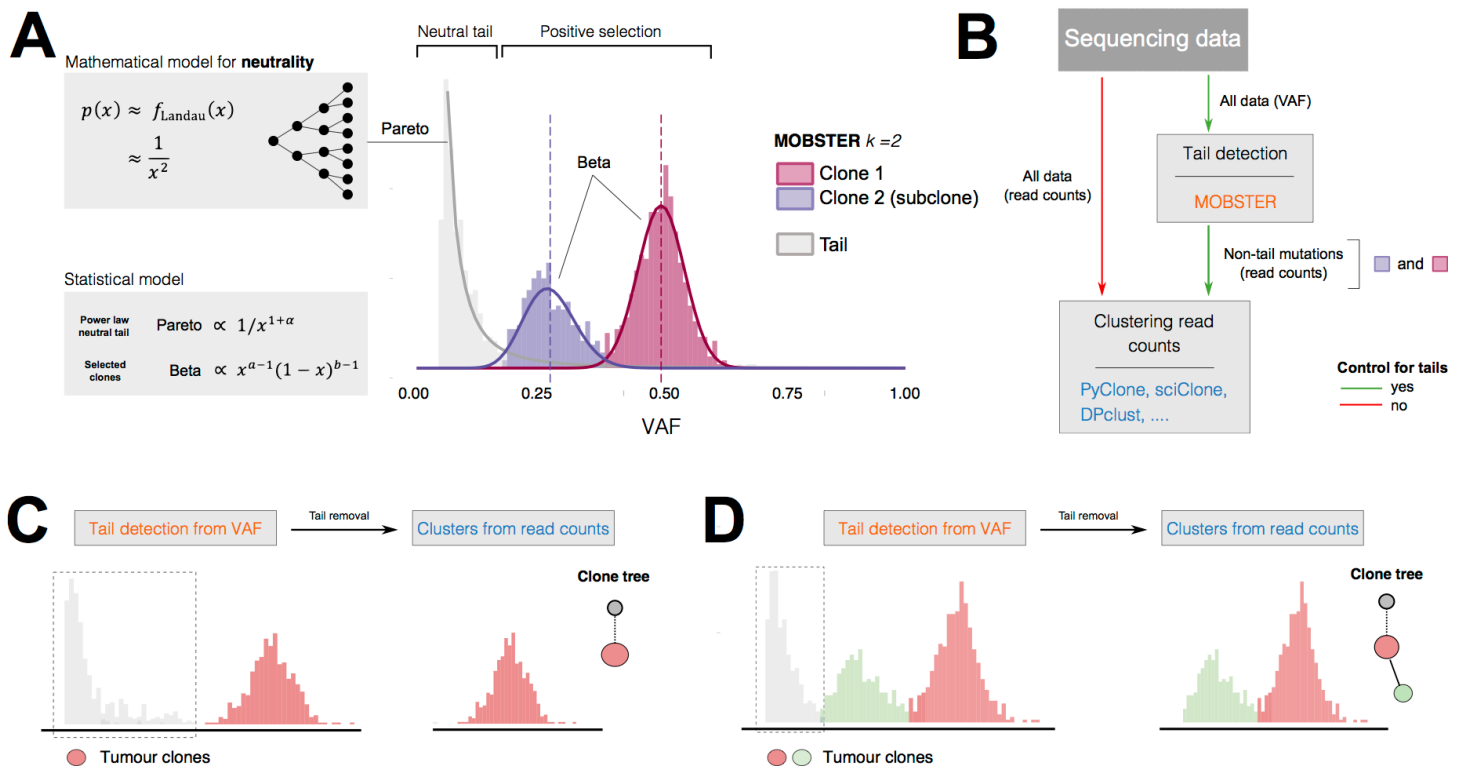 A
Neutral tail
Positive selection
Mathematical model for neutrality
p(x) ≈ f_Landau(x)
≈ 1/x²
Pareto
Beta
MOBSTER k =2
Clone 1
Clone 2 (subclone)
Tail
Statistical model
Power law
neutral tail
Pareto ∝ 1/x^{1+α}
Selected
clones
Beta ∝ x^{a−1}(1 − x)^{b−1}
0.00
0.25
0.50
0.75
1.00
VAF
B
Sequencing data
All data (VAF)
Tail detection
MOBSTER
All data
(read counts)
Non-tail mutations
(read counts)
and
Clustering read
counts
PyClone, sciClone,
DPclust, ....
Control for tails
yes
no
C
Tail detection from VAF
Tail removal
Clusters from read counts
Clone tree
Tumour clones
D
Tail detection from VAF
Tail removal
Clusters from read counts
Clone tree
Tumour clones